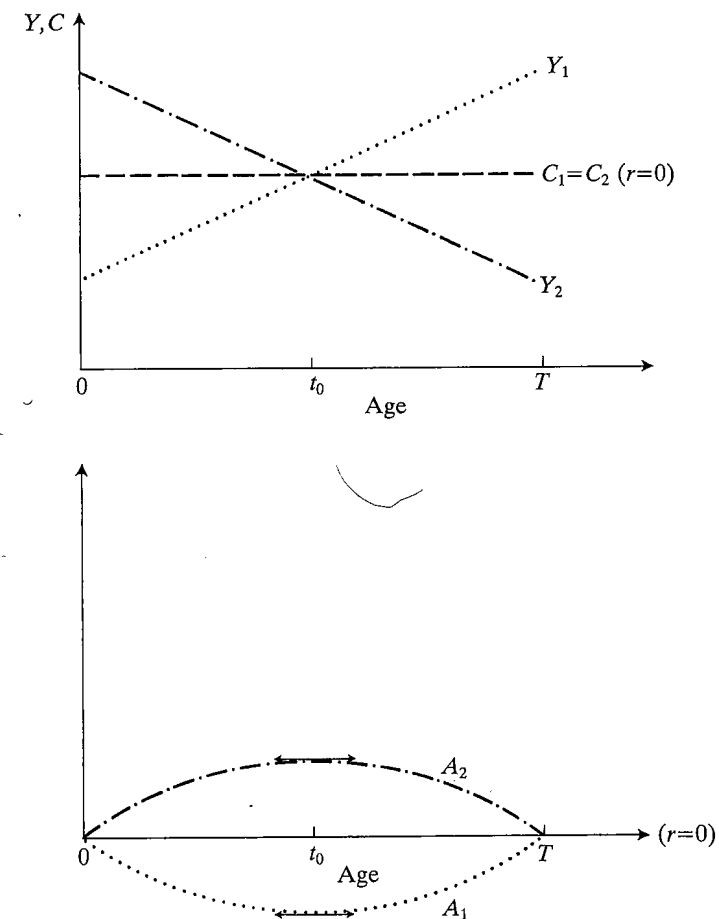 Y, C
Y₁
C₁=C₂ (r=0)
Y₂
0 t₀ T
Age
A₂
(r=0)
0 t₀ T
Age
A₁